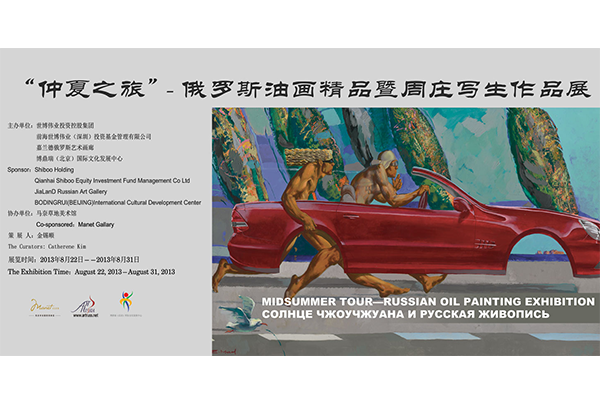 “仲夏之旅”- 俄罗斯油画精品暨周庄写生作品展
主办单位：世博伟业投资控股集团
前海世博伟业（深圳）投资基金管理有限公司
嘉兰德俄罗斯艺术画廊
博鼎瑞（北京）国际文化发展中心
Sponsor: Shiboo Holding
Qianhai Shiboo Equity Investment Fund Management Co Ltd
JiaLanD Russian Art Gallery
BODINGRUI(BEIJING)International Cultural Development Center
协办单位：马奈草地美术馆
Co-sponsored: Manet Gallary
策 展 人：金锡顺
The Curators: Catherene Kim
展览时间：2013年8月22日－－2013年8月31日
The Exhibition Time: August 22, 2013－August 31, 2013
www.artrus.net
MIDSUMMER TOUR—RUSSIAN OIL PAINTING EXHIBITION
СОЛНЦЕ ЧЖОУЧЖУАНА И РУССКАЯ ЖИВОПИСЬ